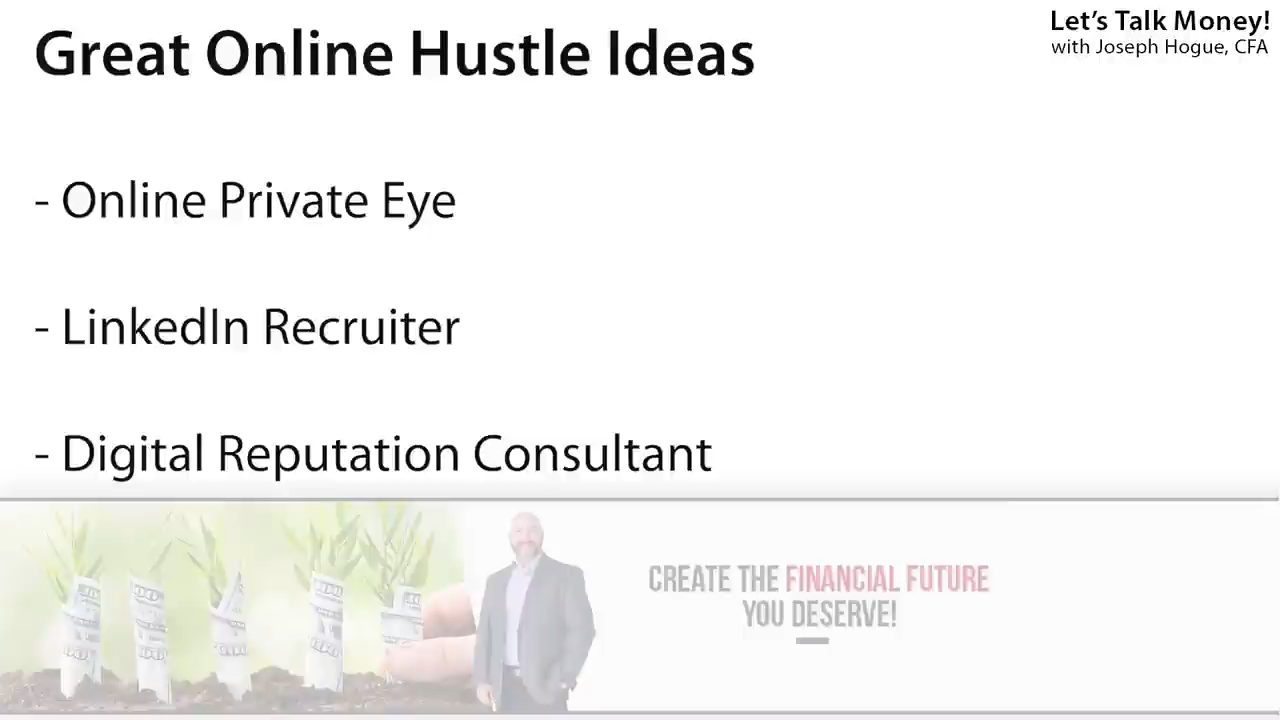 Great Online Hustle Ideas
Let's Talk Money!
with Joseph Hogue, CFA
- Online Private Eye
- LinkedIn Recruiter
- Digital Reputation Consultant
CREATE THE FINANCIAL FUTURE
YOU DESERVE!